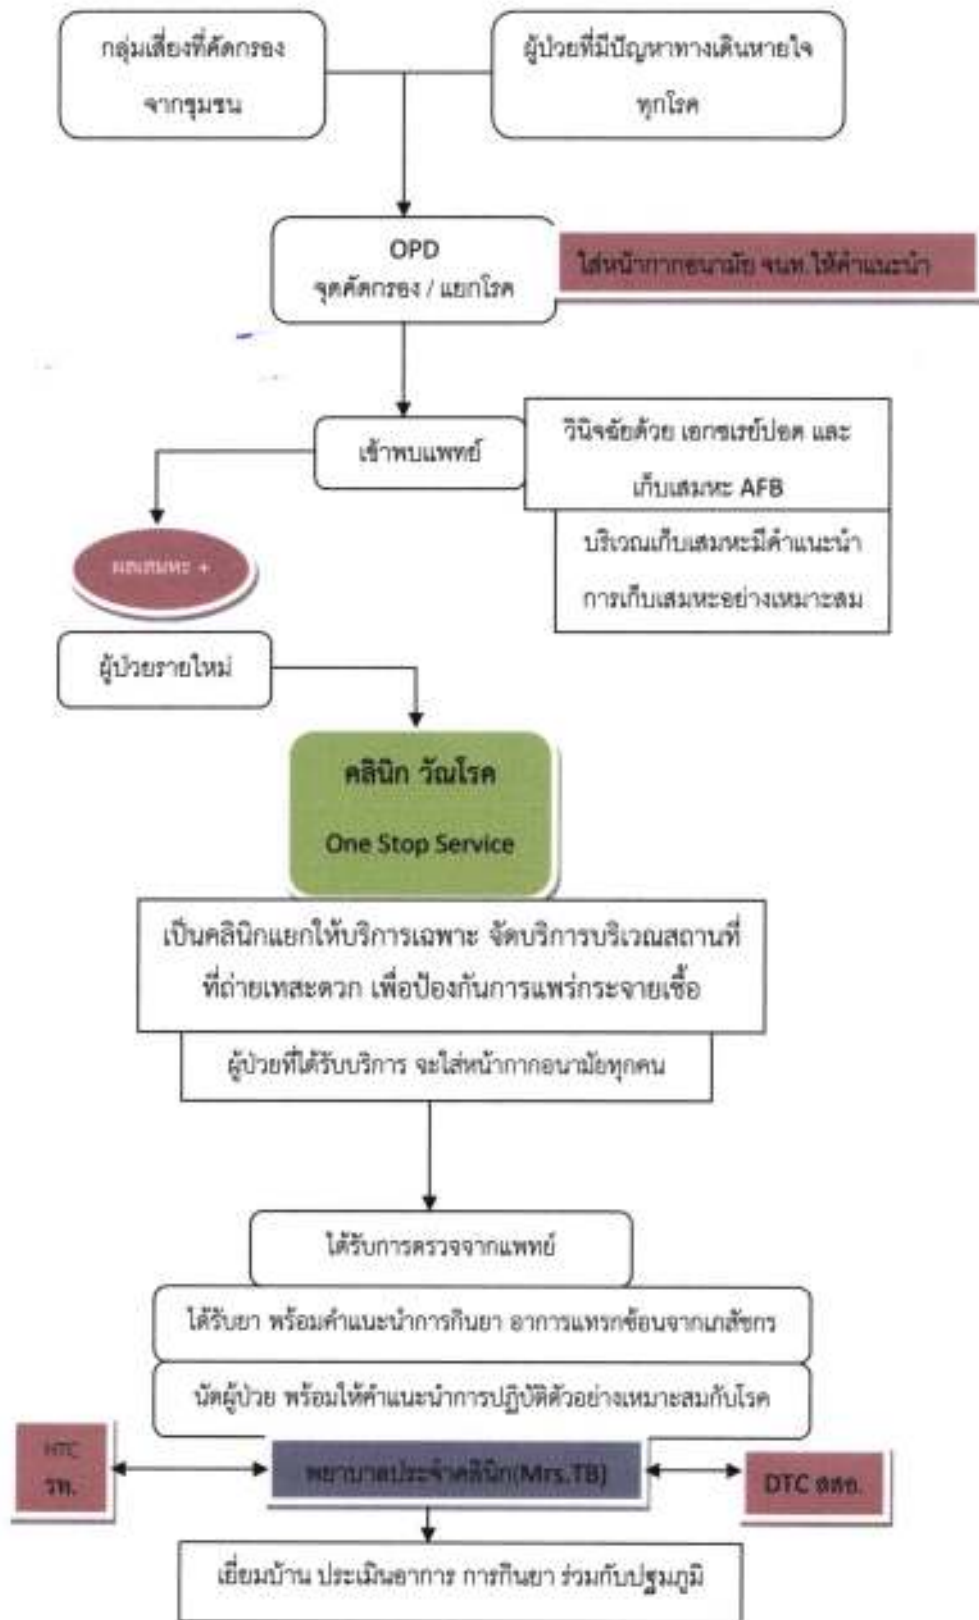 กลุ่มเสี่ยงที่คัดกรอง
จากชุมชน
ผู้ป่วยที่มีปัญหาทางเดินหายใจ
ทุกโรค
OPD
จุดคัดกรอง / แยกโรค
ใส่หน้ากากอนามัย จนท.ให้คำแนะนำ
เข้าพบแพทย์
วินิจฉัยด้วย เอกซเรย์ปอด และ
เก็บเสมหะ AFB
บริเวณเก็บเสมหะมีคำแนะนำ
การเก็บเสมหะอย่างเหมาะสม
ผลเสมหะ +
ผู้ป่วยรายใหม่
คลินิก วัณโรค
One Stop Service
เป็นคลินิกแยกให้บริการเฉพาะ จัดบริการบริเวณสถานที่
ที่ถ่ายเทสะดวก เพื่อป้องกันการแพร่กระจายเชื้อ
ผู้ป่วยที่ได้รับบริการ จะใส่หน้ากากอนามัยทุกคน
ได้รับการตรวจจากแพทย์
ได้รับยา พร้อมคำแนะนำการกินยา อาการแทรกซ้อนจากเภสัชกร
นัดผู้ป่วย พร้อมให้คำแนะนำการปฏิบัติตัวอย่างเหมาะสมกับโรค
HTC
รพ.
พยาบาลประจำคลินิก(Mrs.TB)
DTC สสอ.
เยี่ยมบ้าน ประเมินอาการ การกินยา ร่วมกับปฐมภูมิ